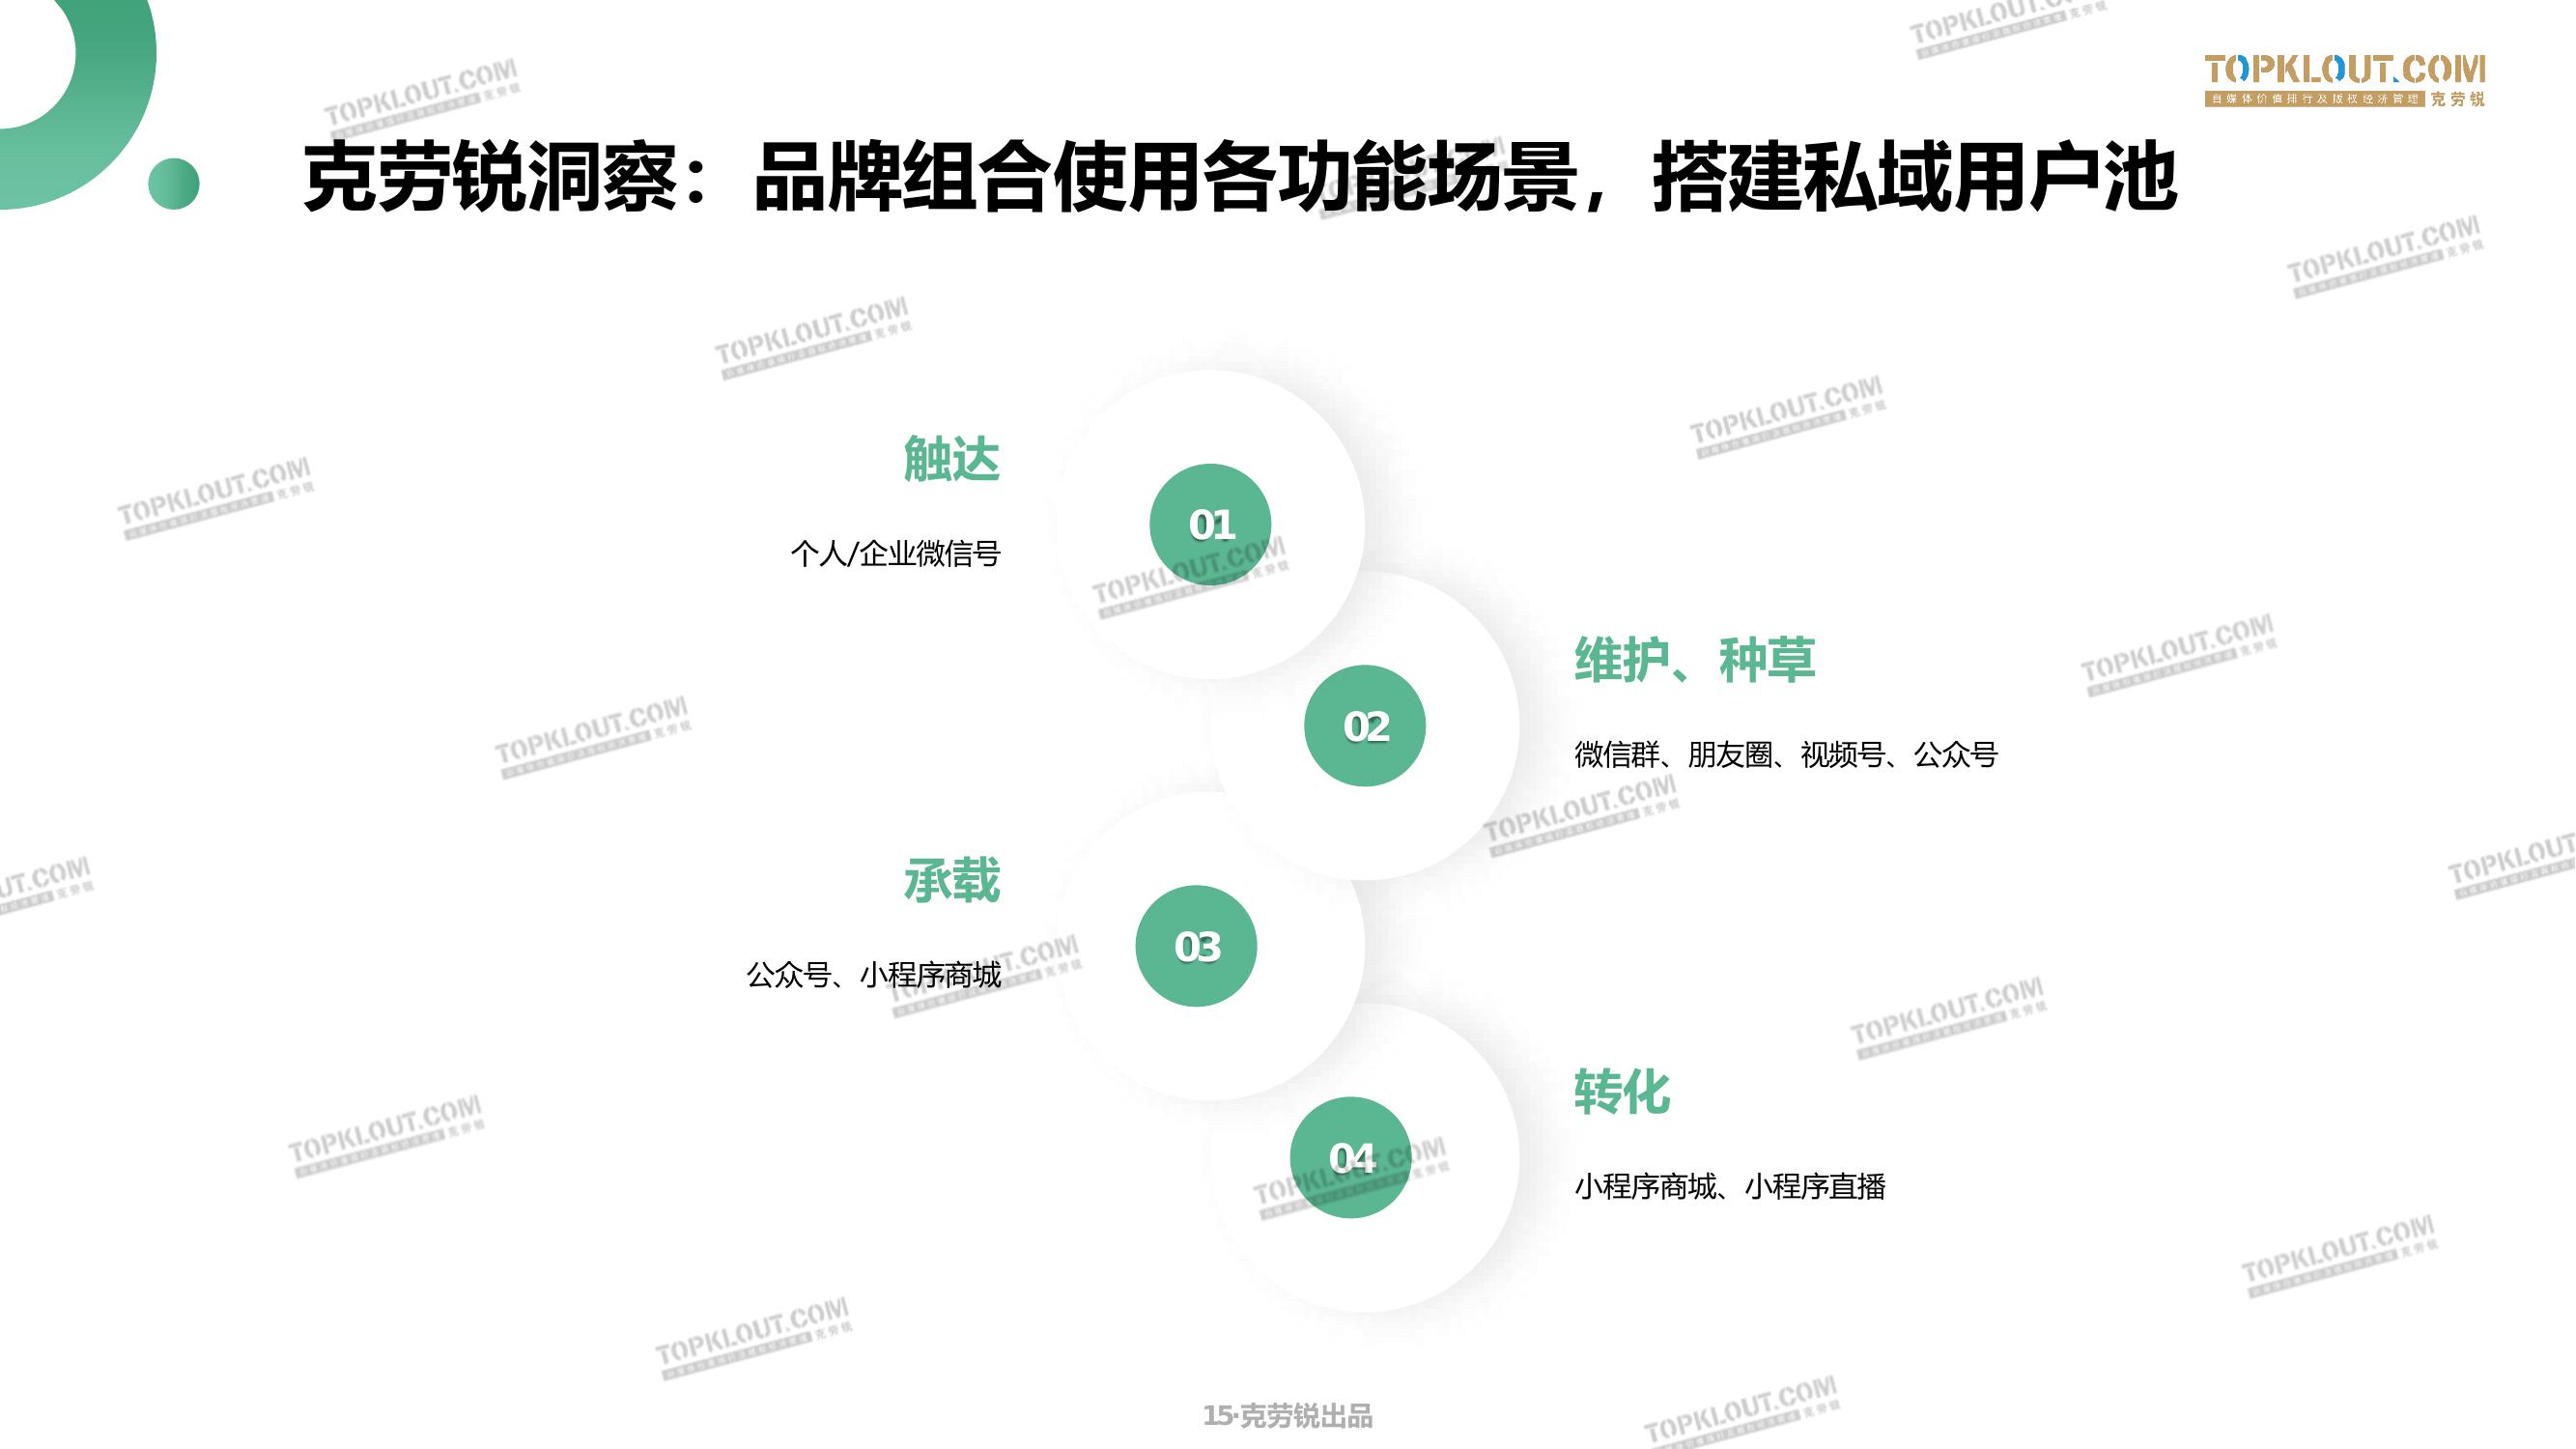 TOPKLOUT.COM
自媒体价值排行及版权经济管理 克劳锐
克劳锐洞察：品牌组合使用各功能场景，搭建私域用户池
触达
01
个人/企业微信号
维护、种草
02
微信群、朋友圈、视频号、公众号
承载
03
公众号、小程序商城
转化
04
小程序商城、小程序直播
15·克劳锐出品